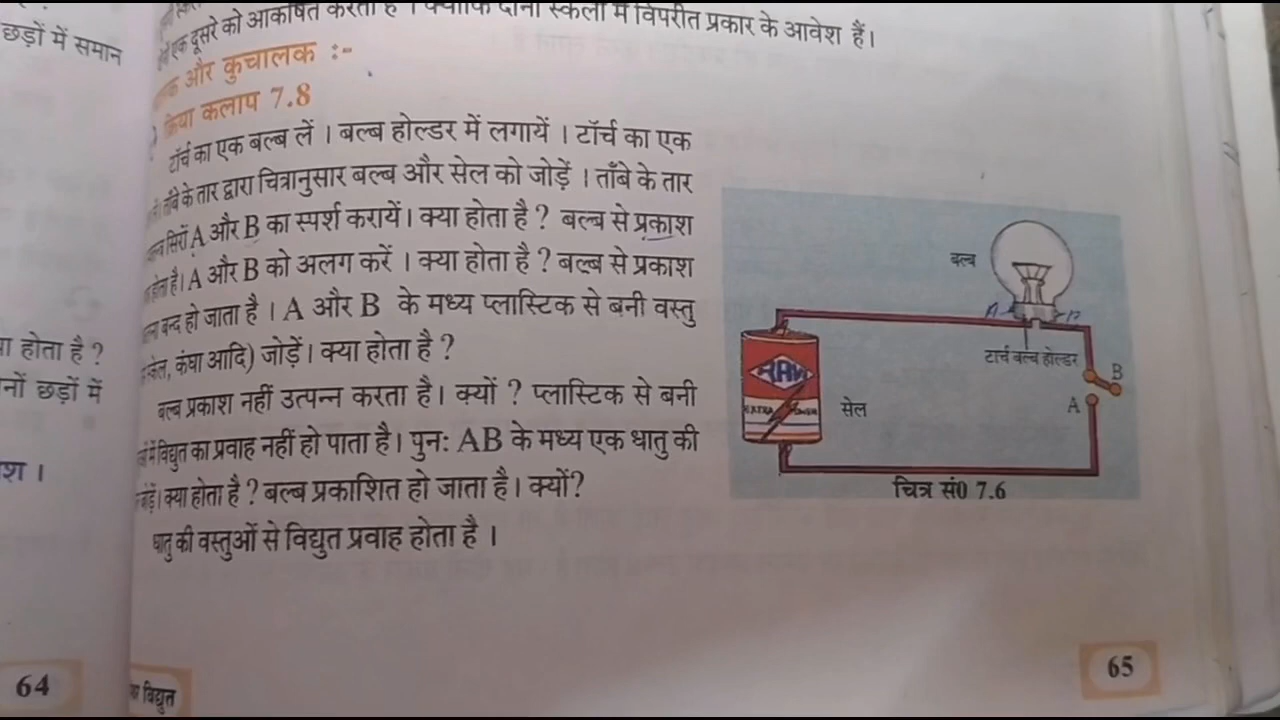 छड़ों में समान
होता है ?
नों छड़ों में
64
एक दूसरे को आकर्षित करता है । क्योंकि दोनों स्केलों में विपरीत प्रकार के आवेश हैं।
और कुचालक :-
क्रिया कलाप 7.8
टॉर्च का एक बल्ब लें । बल्ब होल्डर में लगायें । टॉर्च का एक
ताँबे के तार द्वारा चित्रानुसार बल्ब और सेल को जोड़ें । ताँबे के तार
सिरों A और B का स्पर्श करायें। क्या होता है ? बल्ब से प्रकाश
होता है। A और B को अलग करें । क्या होता है ? बल्ब से प्रकाश
बन्द हो जाता है । A और B के मध्य प्लास्टिक से बनी वस्तु
स्केल, कंघा आदि) जोड़ें। क्या होता है ?
बल्ब प्रकाश नहीं उत्पन्न करता है। क्यों ? प्लास्टिक से बनी
में विद्युत का प्रवाह नहीं हो पाता है। पुन: AB के मध्य एक धातु की
जोड़ें। क्या होता है ? बल्ब प्रकाशित हो जाता है। क्यों?
धातु की वस्तुओं से विद्युत प्रवाह होता है ।
बल्ब
टार्च बल्ब होल्डर
B
A
सेल
EXTRA POWER
चित्र सं0 7.6
विद्युत
65